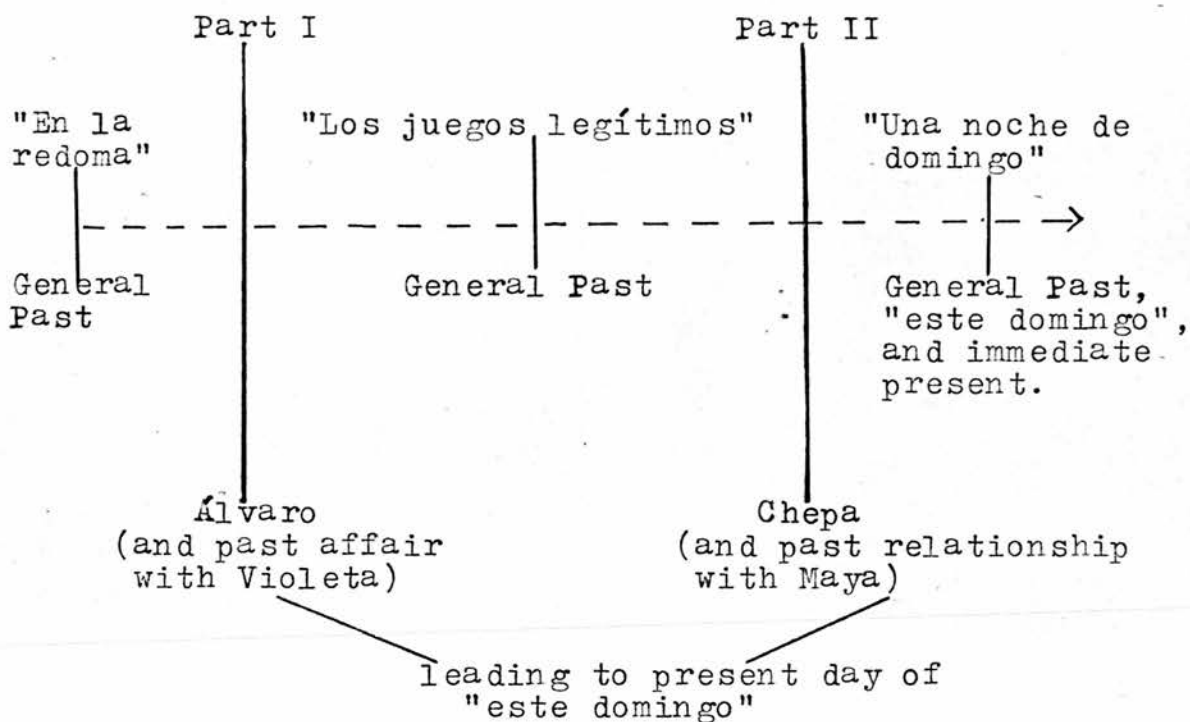 Part I
Part II
"En la
redoma"
"Los juegos legítimos"
"Una noche de
domingo"
General
Past
General Past
General Past,
"este domingo",
and immediate
present.
Álvaro
(and past affair
with Violeta)
Chepa
(and past relationship
with Maya)
leading to present day of
"este domingo"